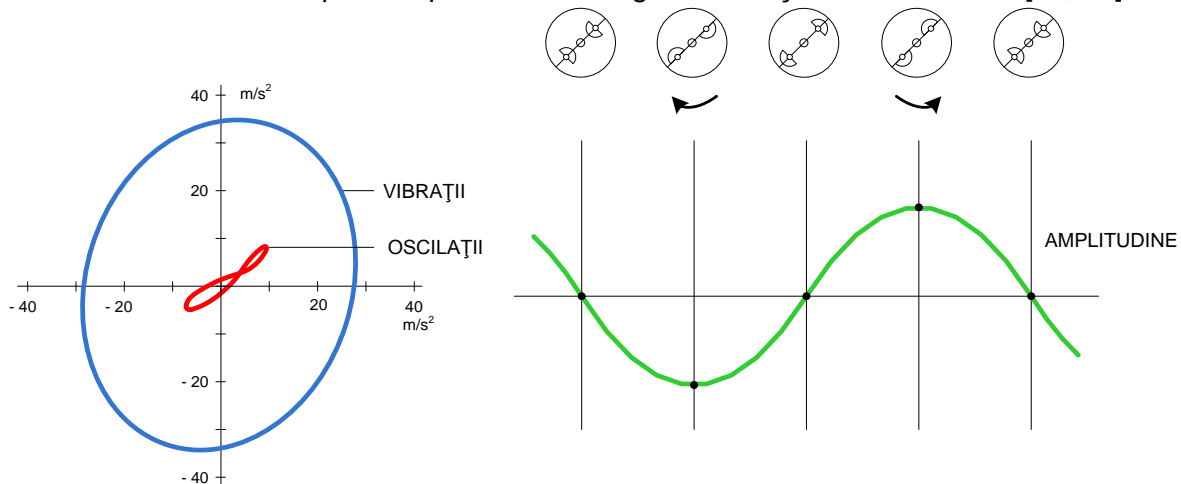 40
m/s²
20
VIBRAŢII
OSCILAŢII
AMPLITUDINE
- 40
- 20
20
40
m/s²
- 20
- 40